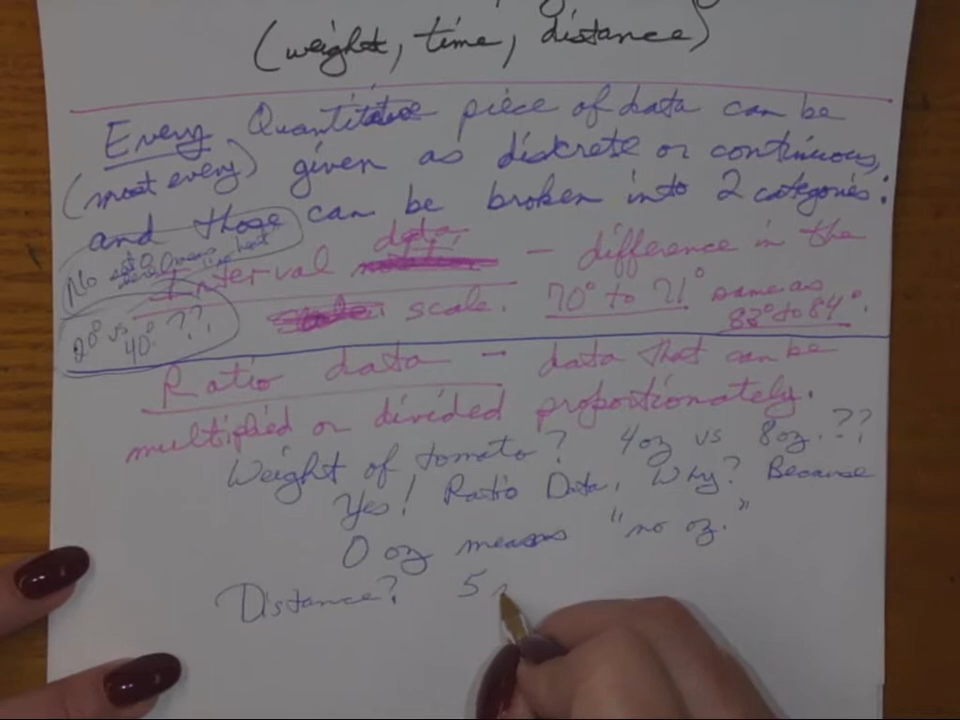 (weight, time, distance)
Every Quantitative piece of data can be
(most every) given as discrete or continuous,
and those can be broken into 2 categories:
No set 0 means heat
Interval data - difference in the
scale. 70° to 71° same as
83° to 84°.
20° vs 40° ??
Ratio data - data that can be
multiplied or divided proportionately.
Weight of tomato? 4oz vs 8oz.??
Yes! Ratio Data, Why? Because
0 oz means "no oz."
Distance? 5